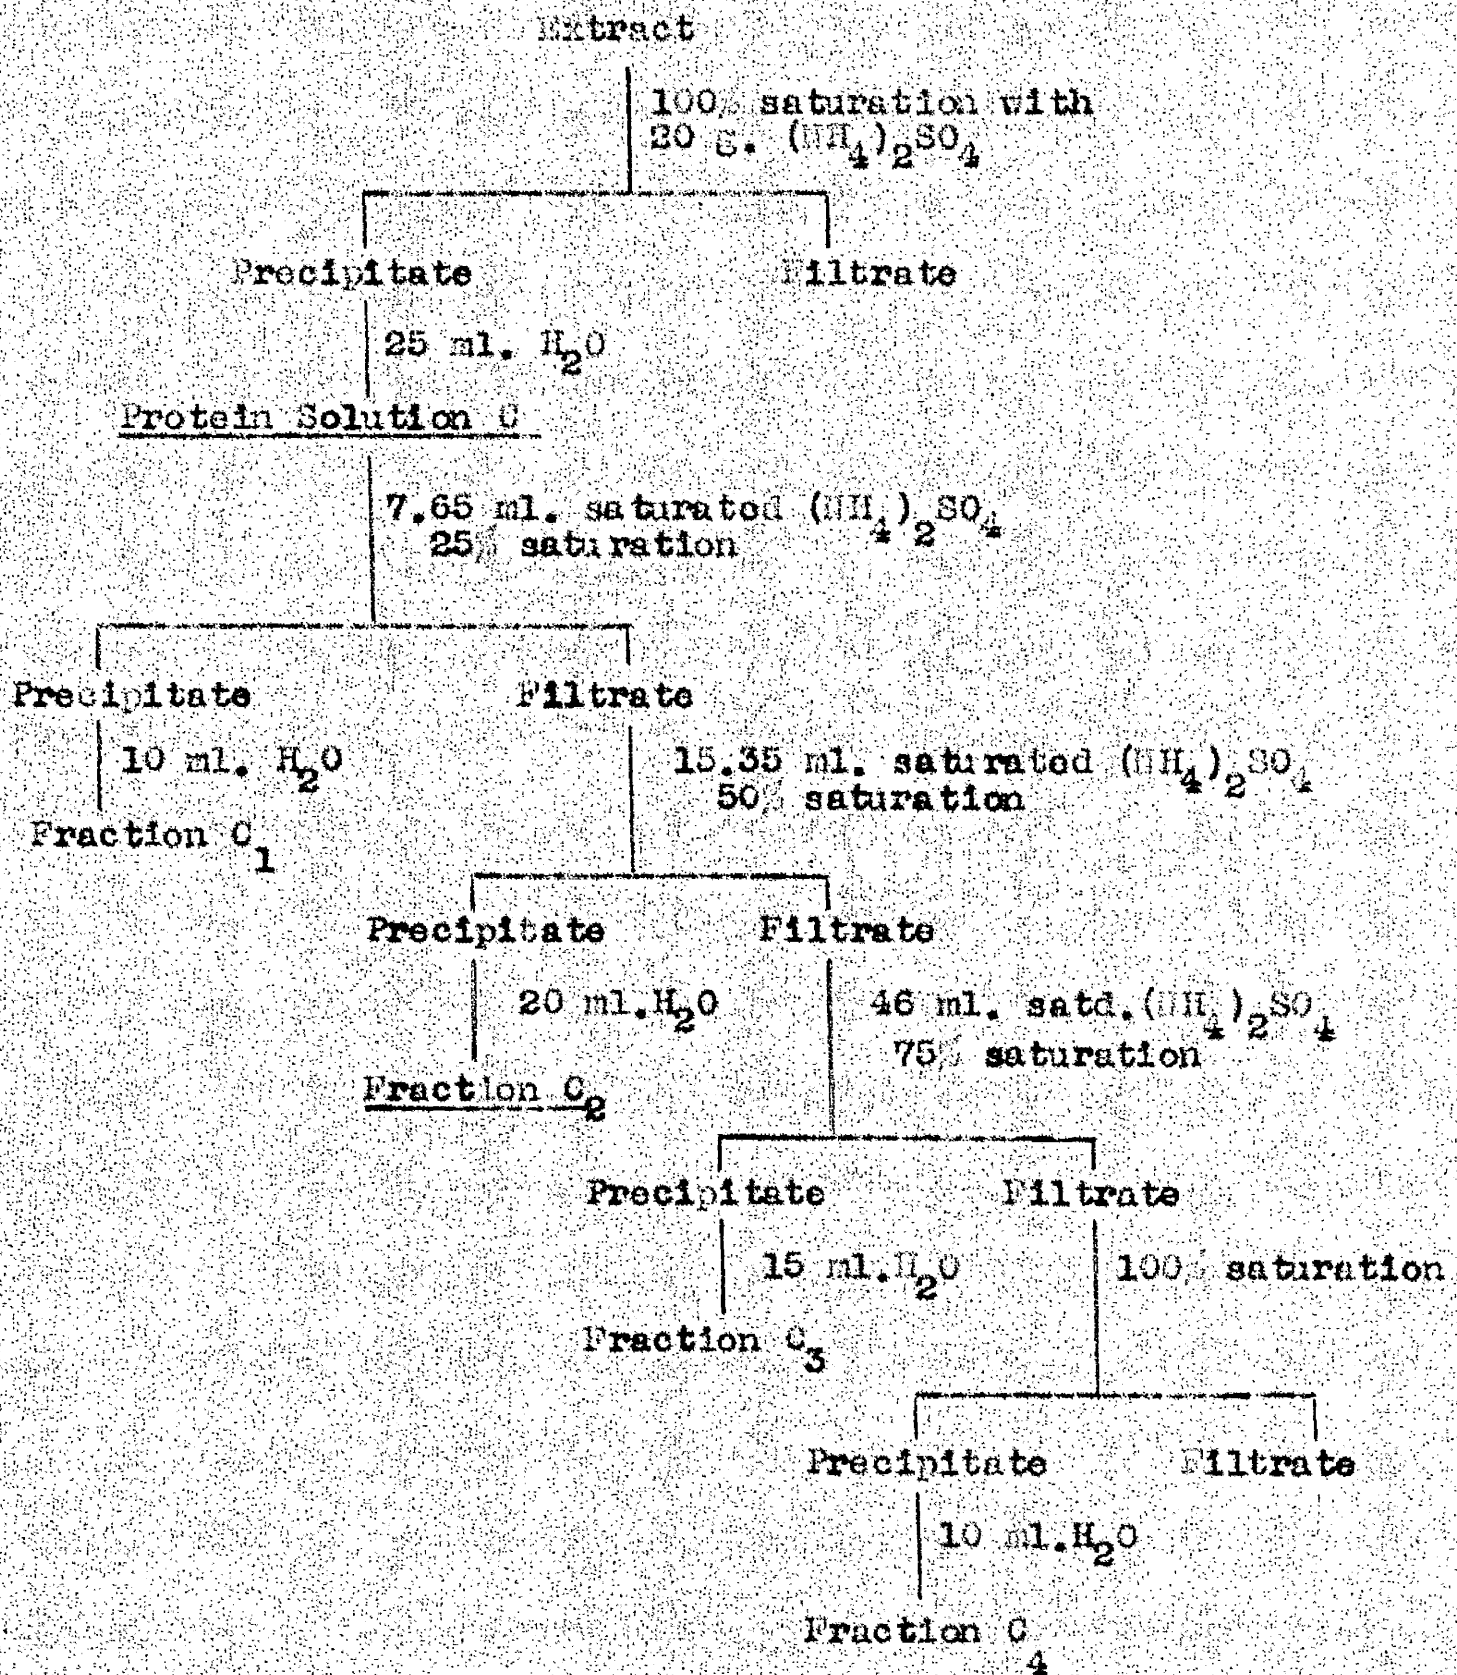 Extract
100% saturation with
20 g. (NH4)2SO4
Precipitate
Filtrate
25 ml. H2O
Protein Solution C
7.65 ml. saturated (NH4)2SO4
25% saturation
Precipitate
Filtrate
10 ml. H2O
15.35 ml. saturated (NH4)2SO4
50% saturation
Fraction C1
Precipitate
Filtrate
20 ml.H2O
46 ml. satd.(NH4)2SO4
75% saturation
Fraction C2
Precipitate
Filtrate
15 ml.H2O
100% saturation
Fraction C3
Precipitate
Filtrate
10 ml.H2O
Fraction C4